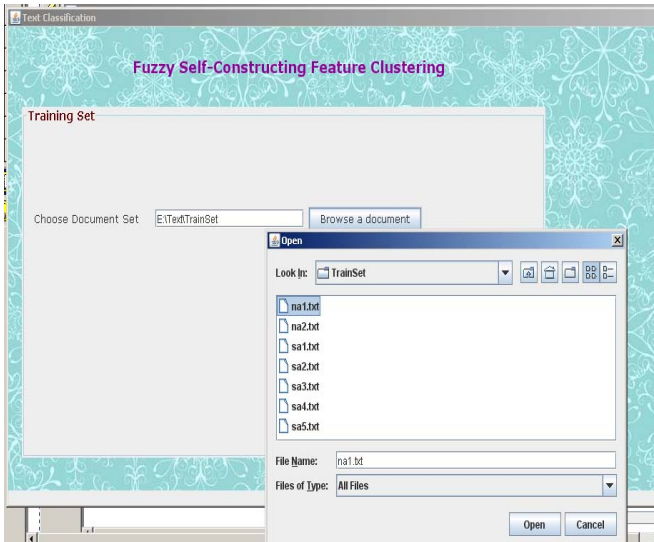 Text Classification
Fuzzy Self-Constructing Feature Clustering
Training Set
Choose Document Set E:\Text\TrainSet Browse a document
Open
Look In: TrainSet
na1.txt
na2.txt
sa1.txt
sa2.txt
sa3.txt
sa4.txt
sa5.txt
File Name: na1.txt
Files of Type: All Files
Open Cancel